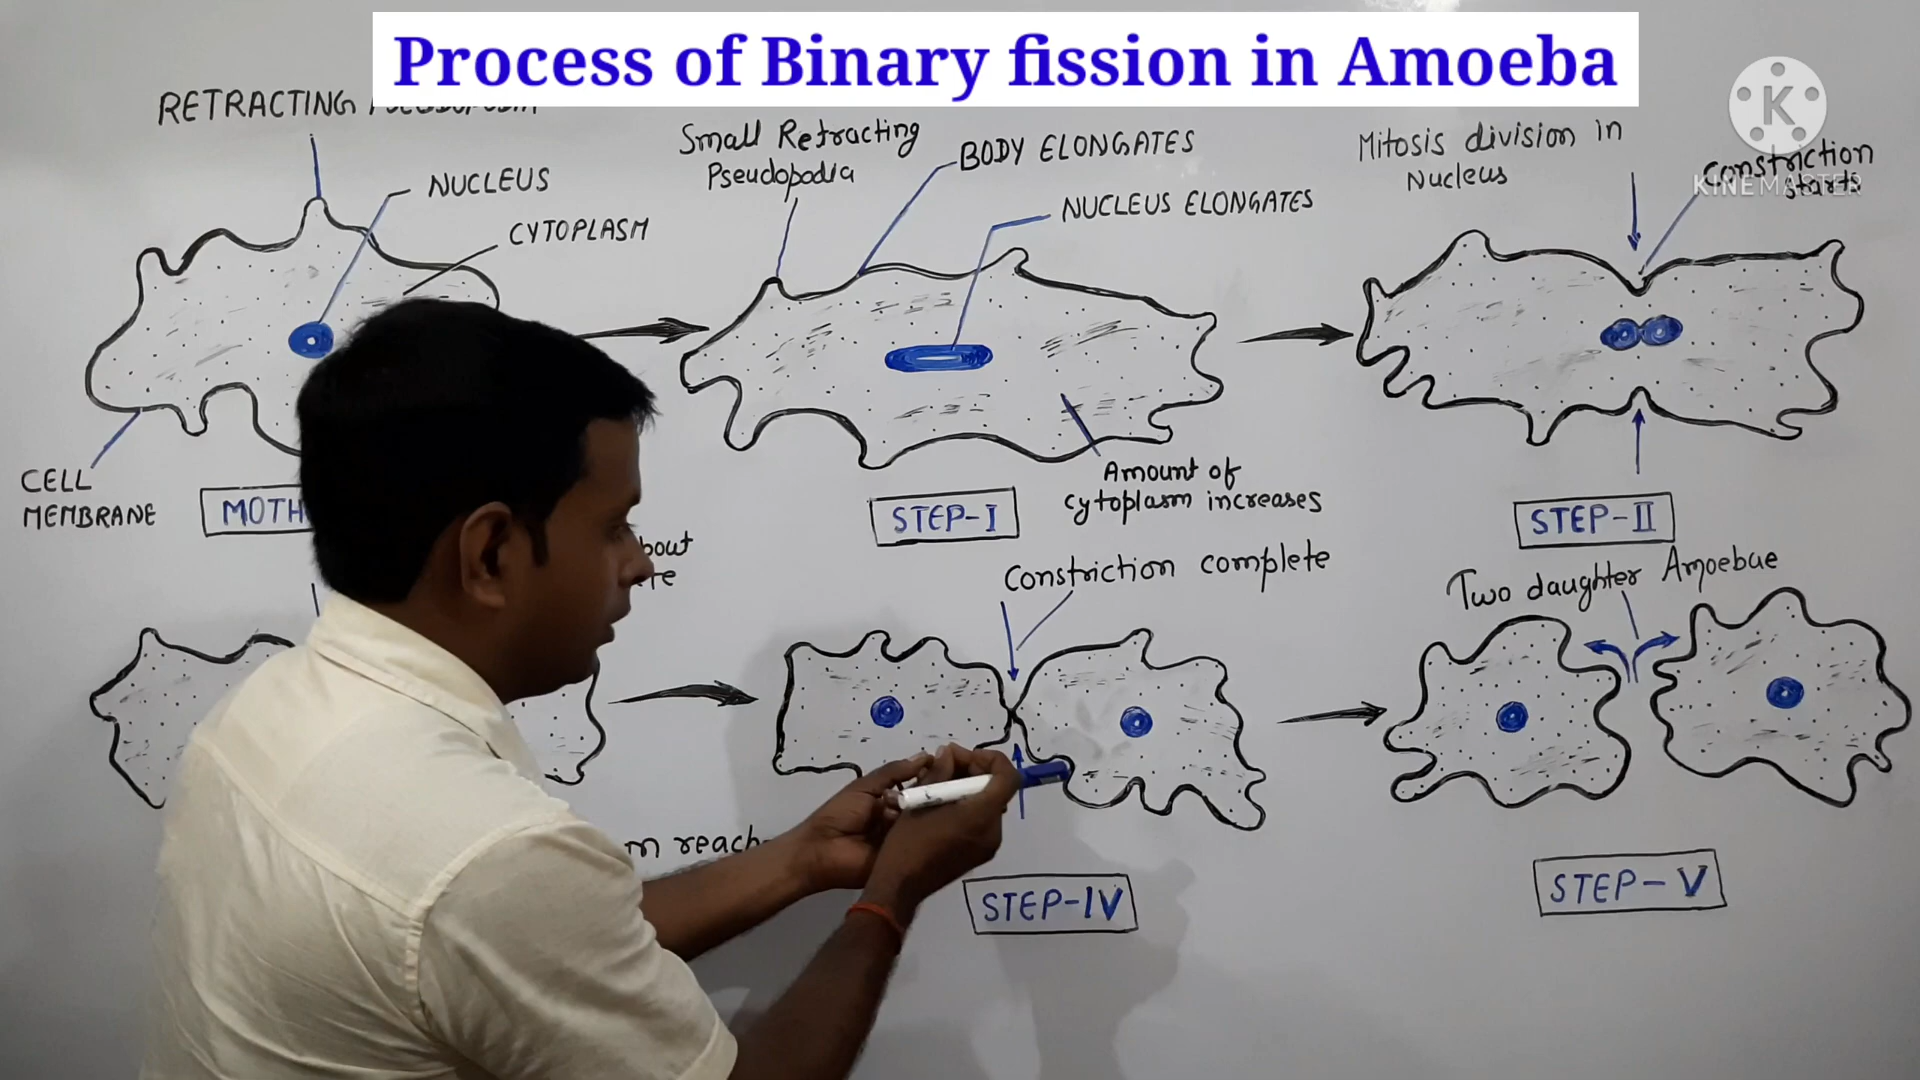 Process of Binary fission in Amoeba
RETRACTING
NUCLEUS
CYTOPLASM
CELL
MEMBRANE
MOTH
Small Retracting
Pseudopodia
BODY ELONGATES
NUCLEUS ELONGATES
Amount of
cytoplasm increases
STEP-I
Mitosis division in
Nucleus
Constriction
starts
K
KINEMASTER
STEP-II
bout
m reach
Constriction complete
STEP-IV
Two daughter Amoebae
STEP-V